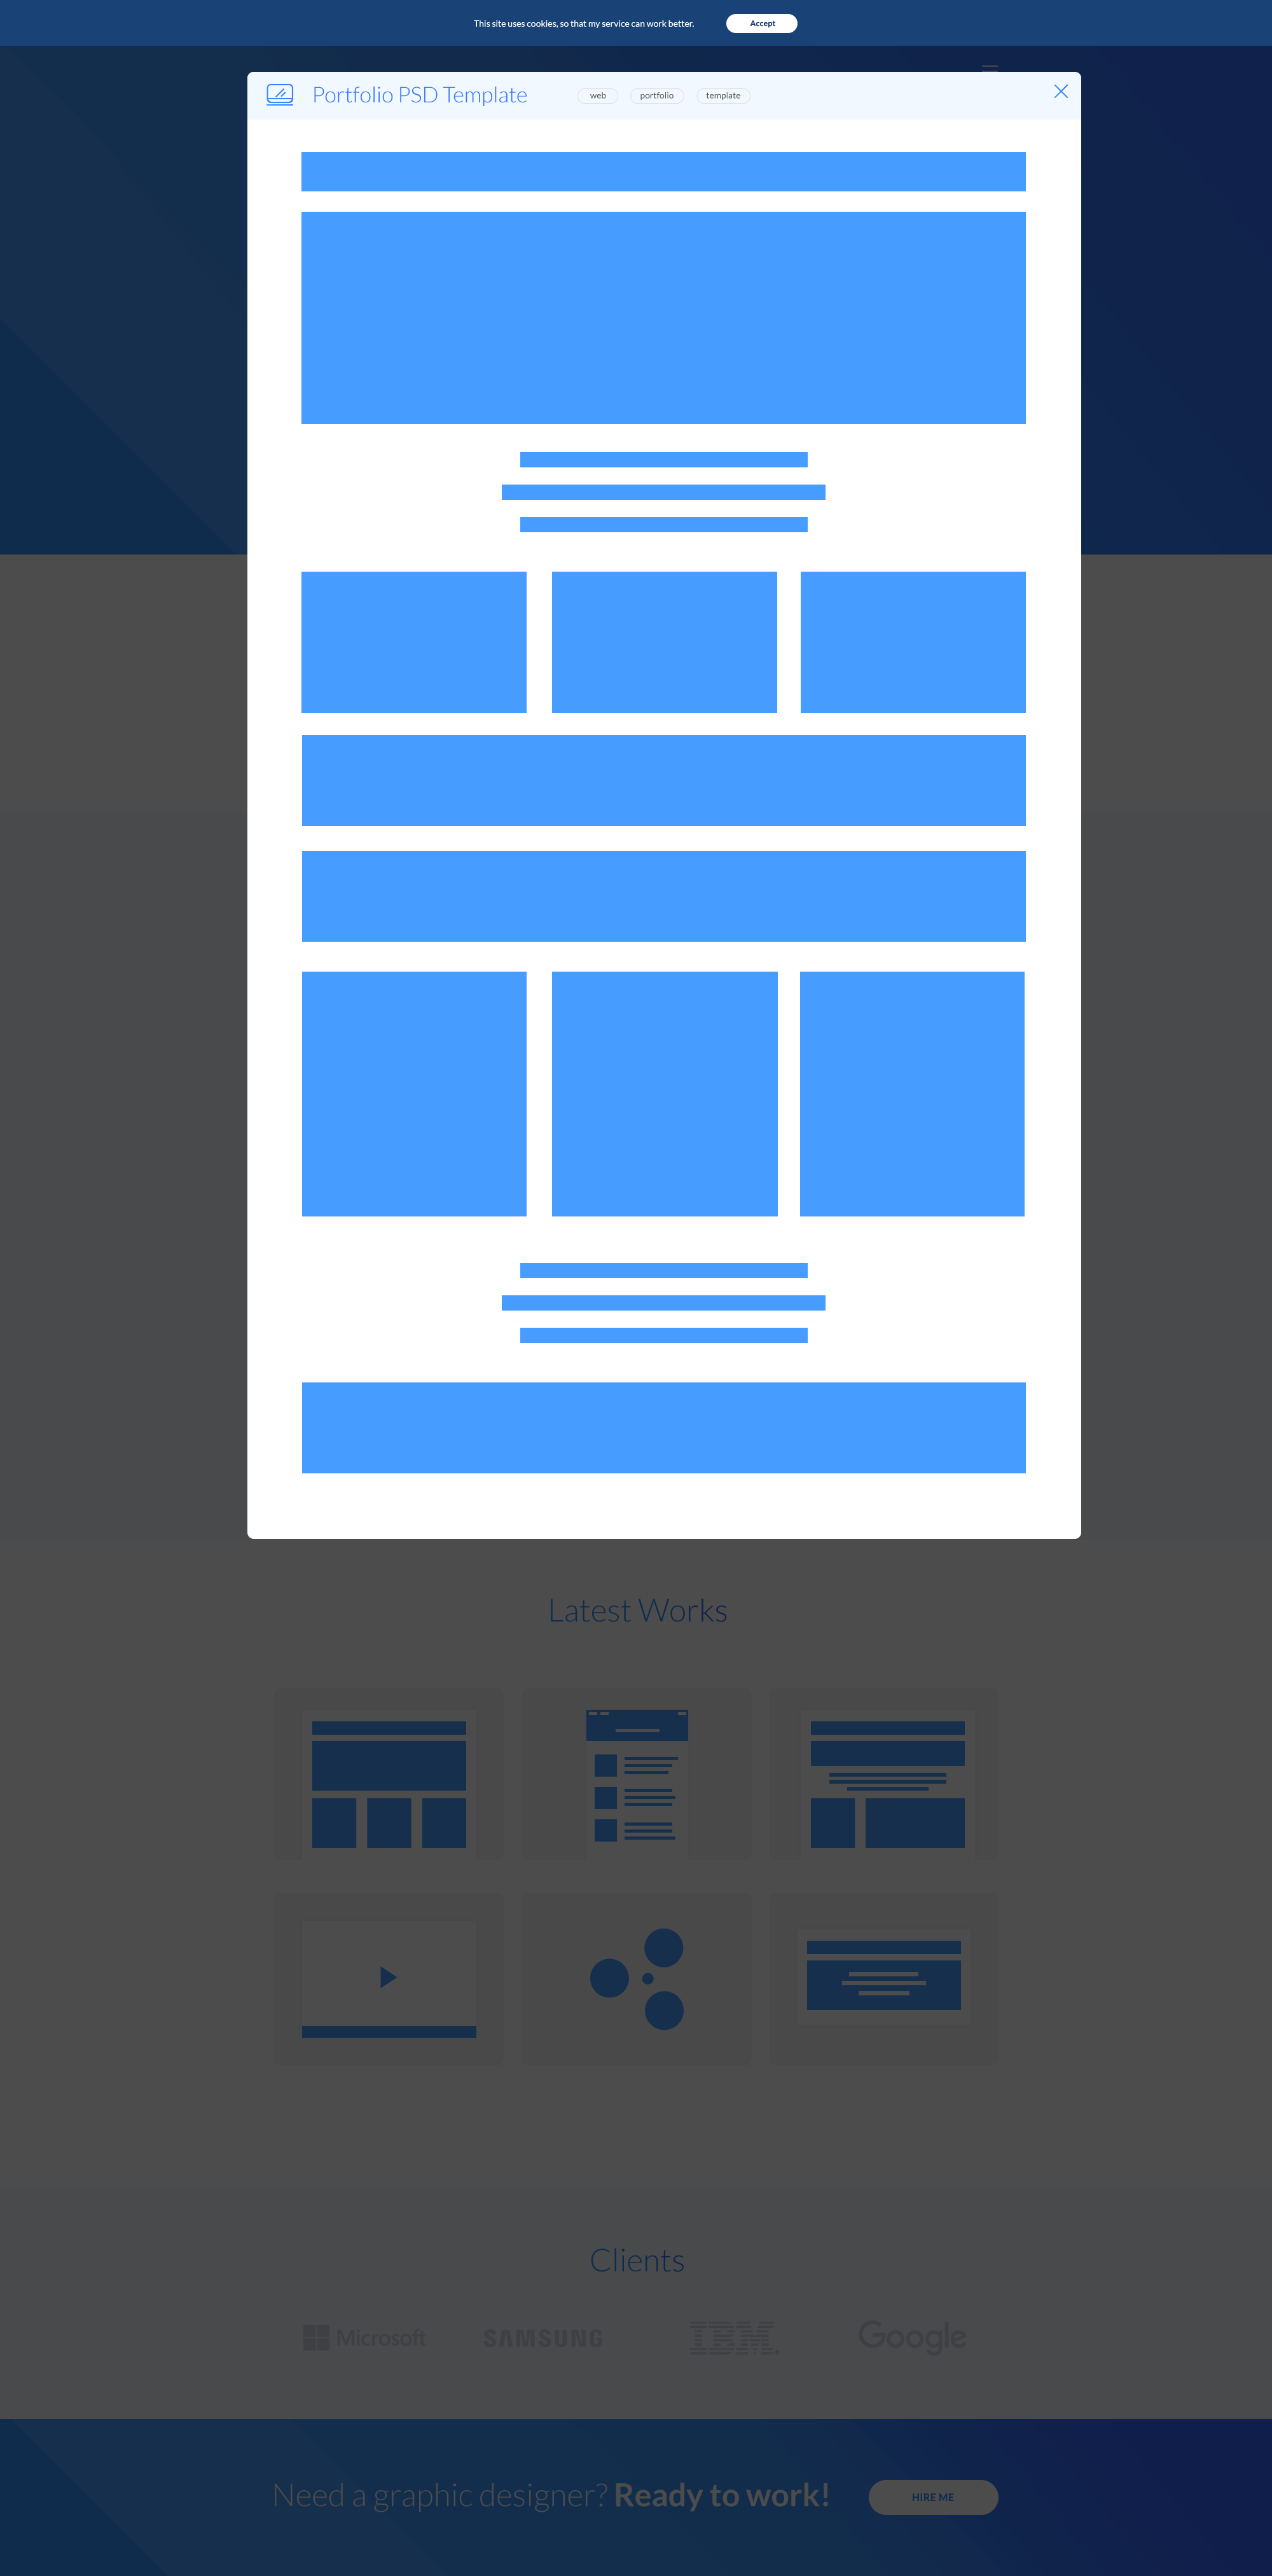 This site uses cookies, so that my service can work better.
Accept
Portfolio PSD Template
web
portfolio
template
Latest Works
Clients
Microsoft
SAMSUNG
IBM
Google
Need a graphic designer? Ready to work!
HIRE ME